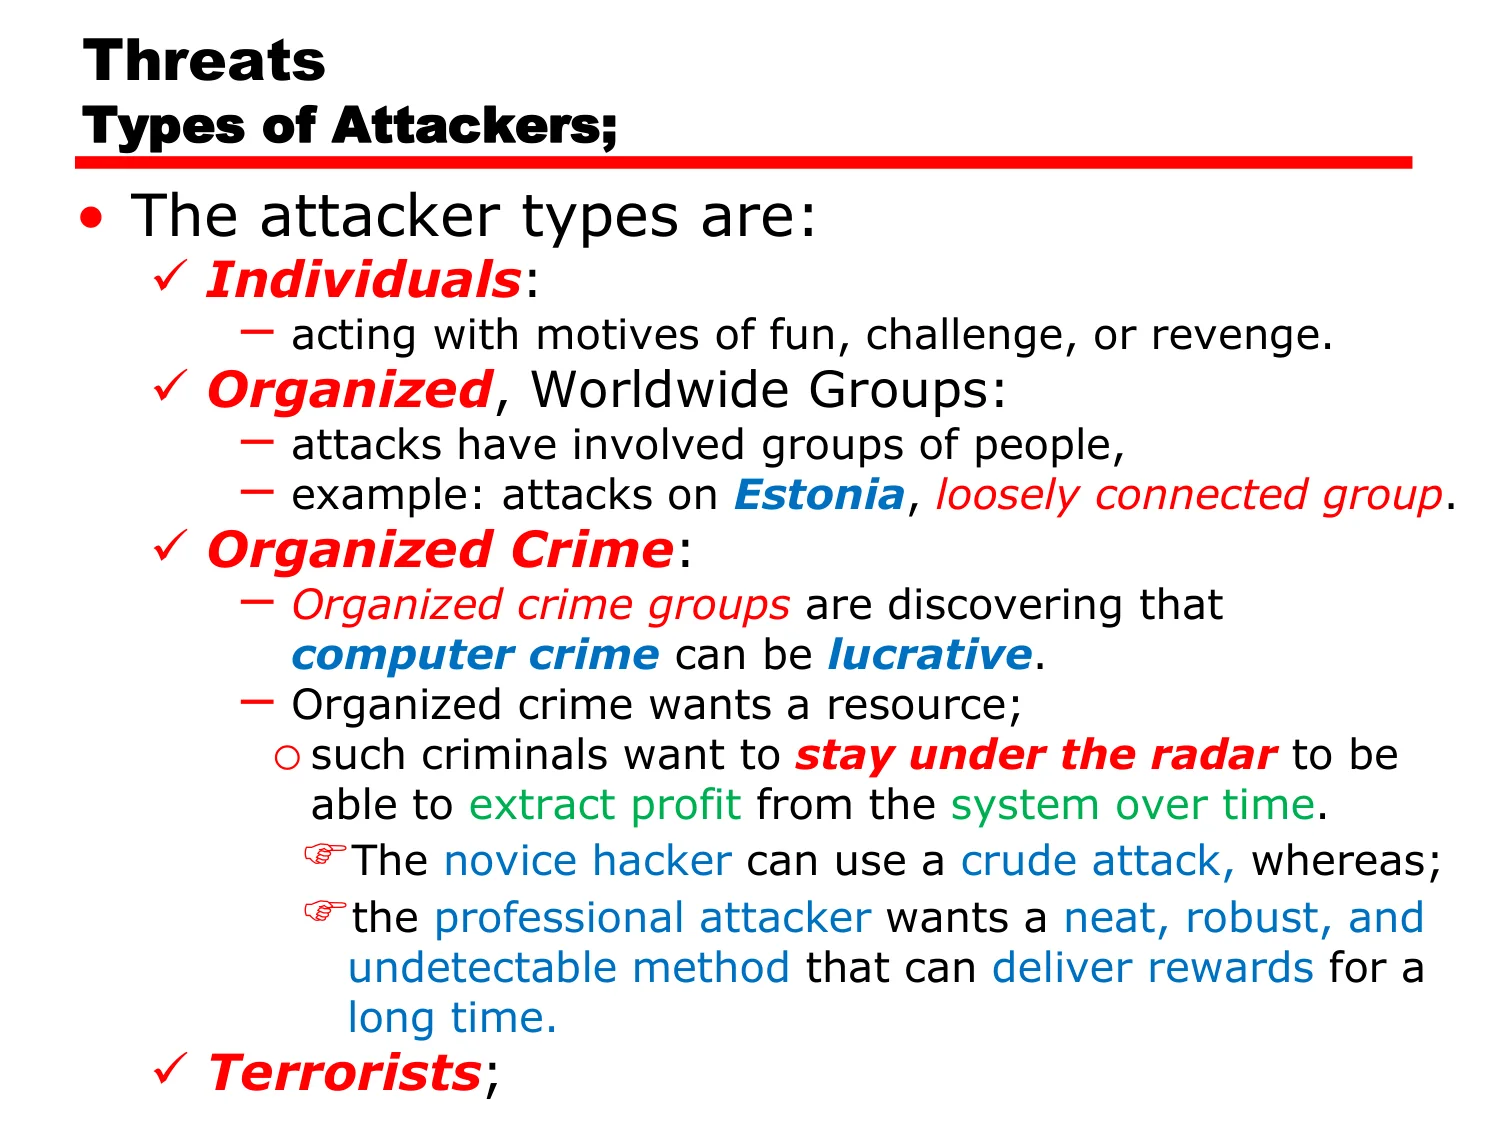 Threats
Types of Attackers;
• The attacker types are:
✓ Individuals:
– acting with motives of fun, challenge, or revenge.
✓ Organized, Worldwide Groups:
– attacks have involved groups of people,
– example: attacks on Estonia, loosely connected group.
✓ Organized Crime:
– Organized crime groups are discovering that
computer crime can be lucrative.
– Organized crime wants a resource;
○ such criminals want to stay under the radar to be
able to extract profit from the system over time.
☞The novice hacker can use a crude attack, whereas;
☞the professional attacker wants a neat, robust, and
undetectable method that can deliver rewards for a
long time.
✓ Terrorists;